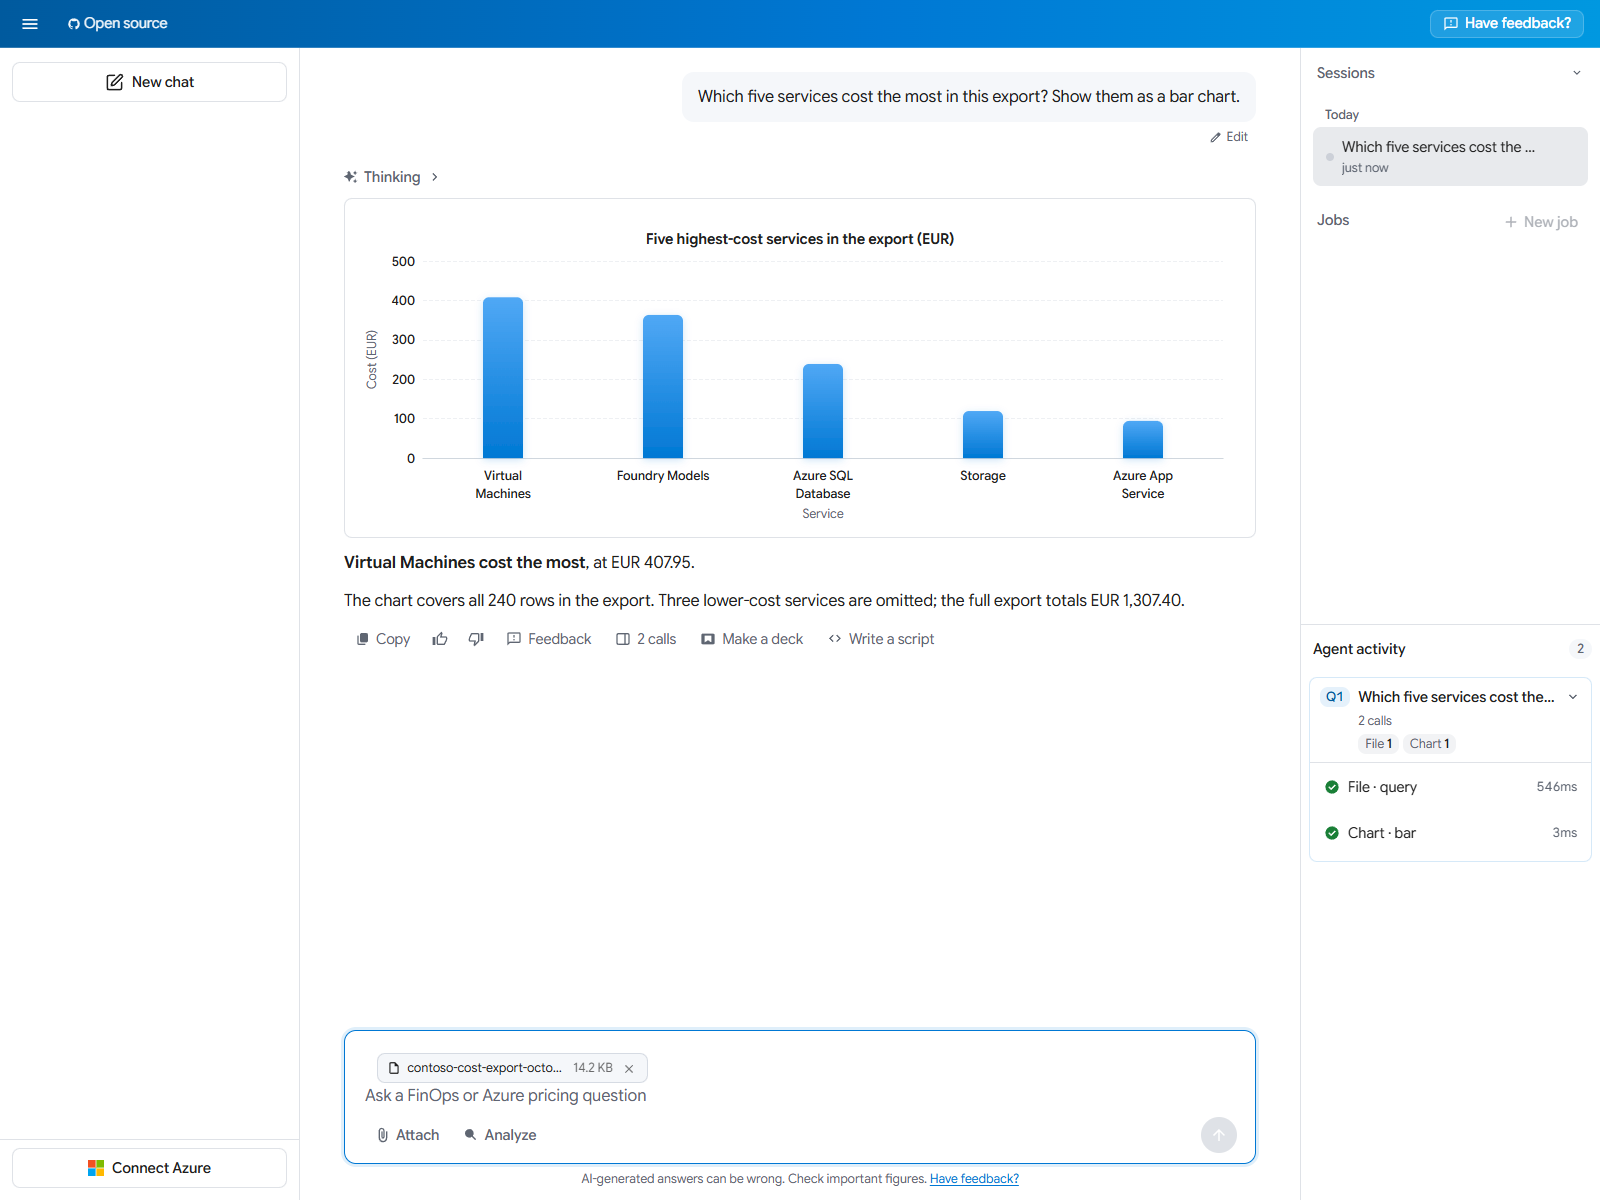 Open source
Have feedback?
New chat
Which five services cost the most in this export? Show them as a bar chart.
Edit
Thinking
Five highest-cost services in the export (EUR)
500
400
300
200
100
0
Cost (EUR)
Virtual
Machines
Foundry Models
Azure SQL
Database
Storage
Azure App
Service
Service
Virtual Machines cost the most, at EUR 407.95.
The chart covers all 240 rows in the export. Three lower-cost services are omitted; the full export totals EUR 1,307.40.
Copy
Feedback
2 calls
Make a deck
Write a script
contoso-cost-export-octo... 14.2 KB
Ask a FinOps or Azure pricing question
Attach
Analyze
AI-generated answers can be wrong. Check important figures. Have feedback?
Connect Azure
Sessions
Today
Which five services cost the ...
just now
Jobs
New job
Agent activity 2
Q1 Which five services cost the...
2 calls
File 1 Chart 1
File · query 546ms
Chart · bar 3ms